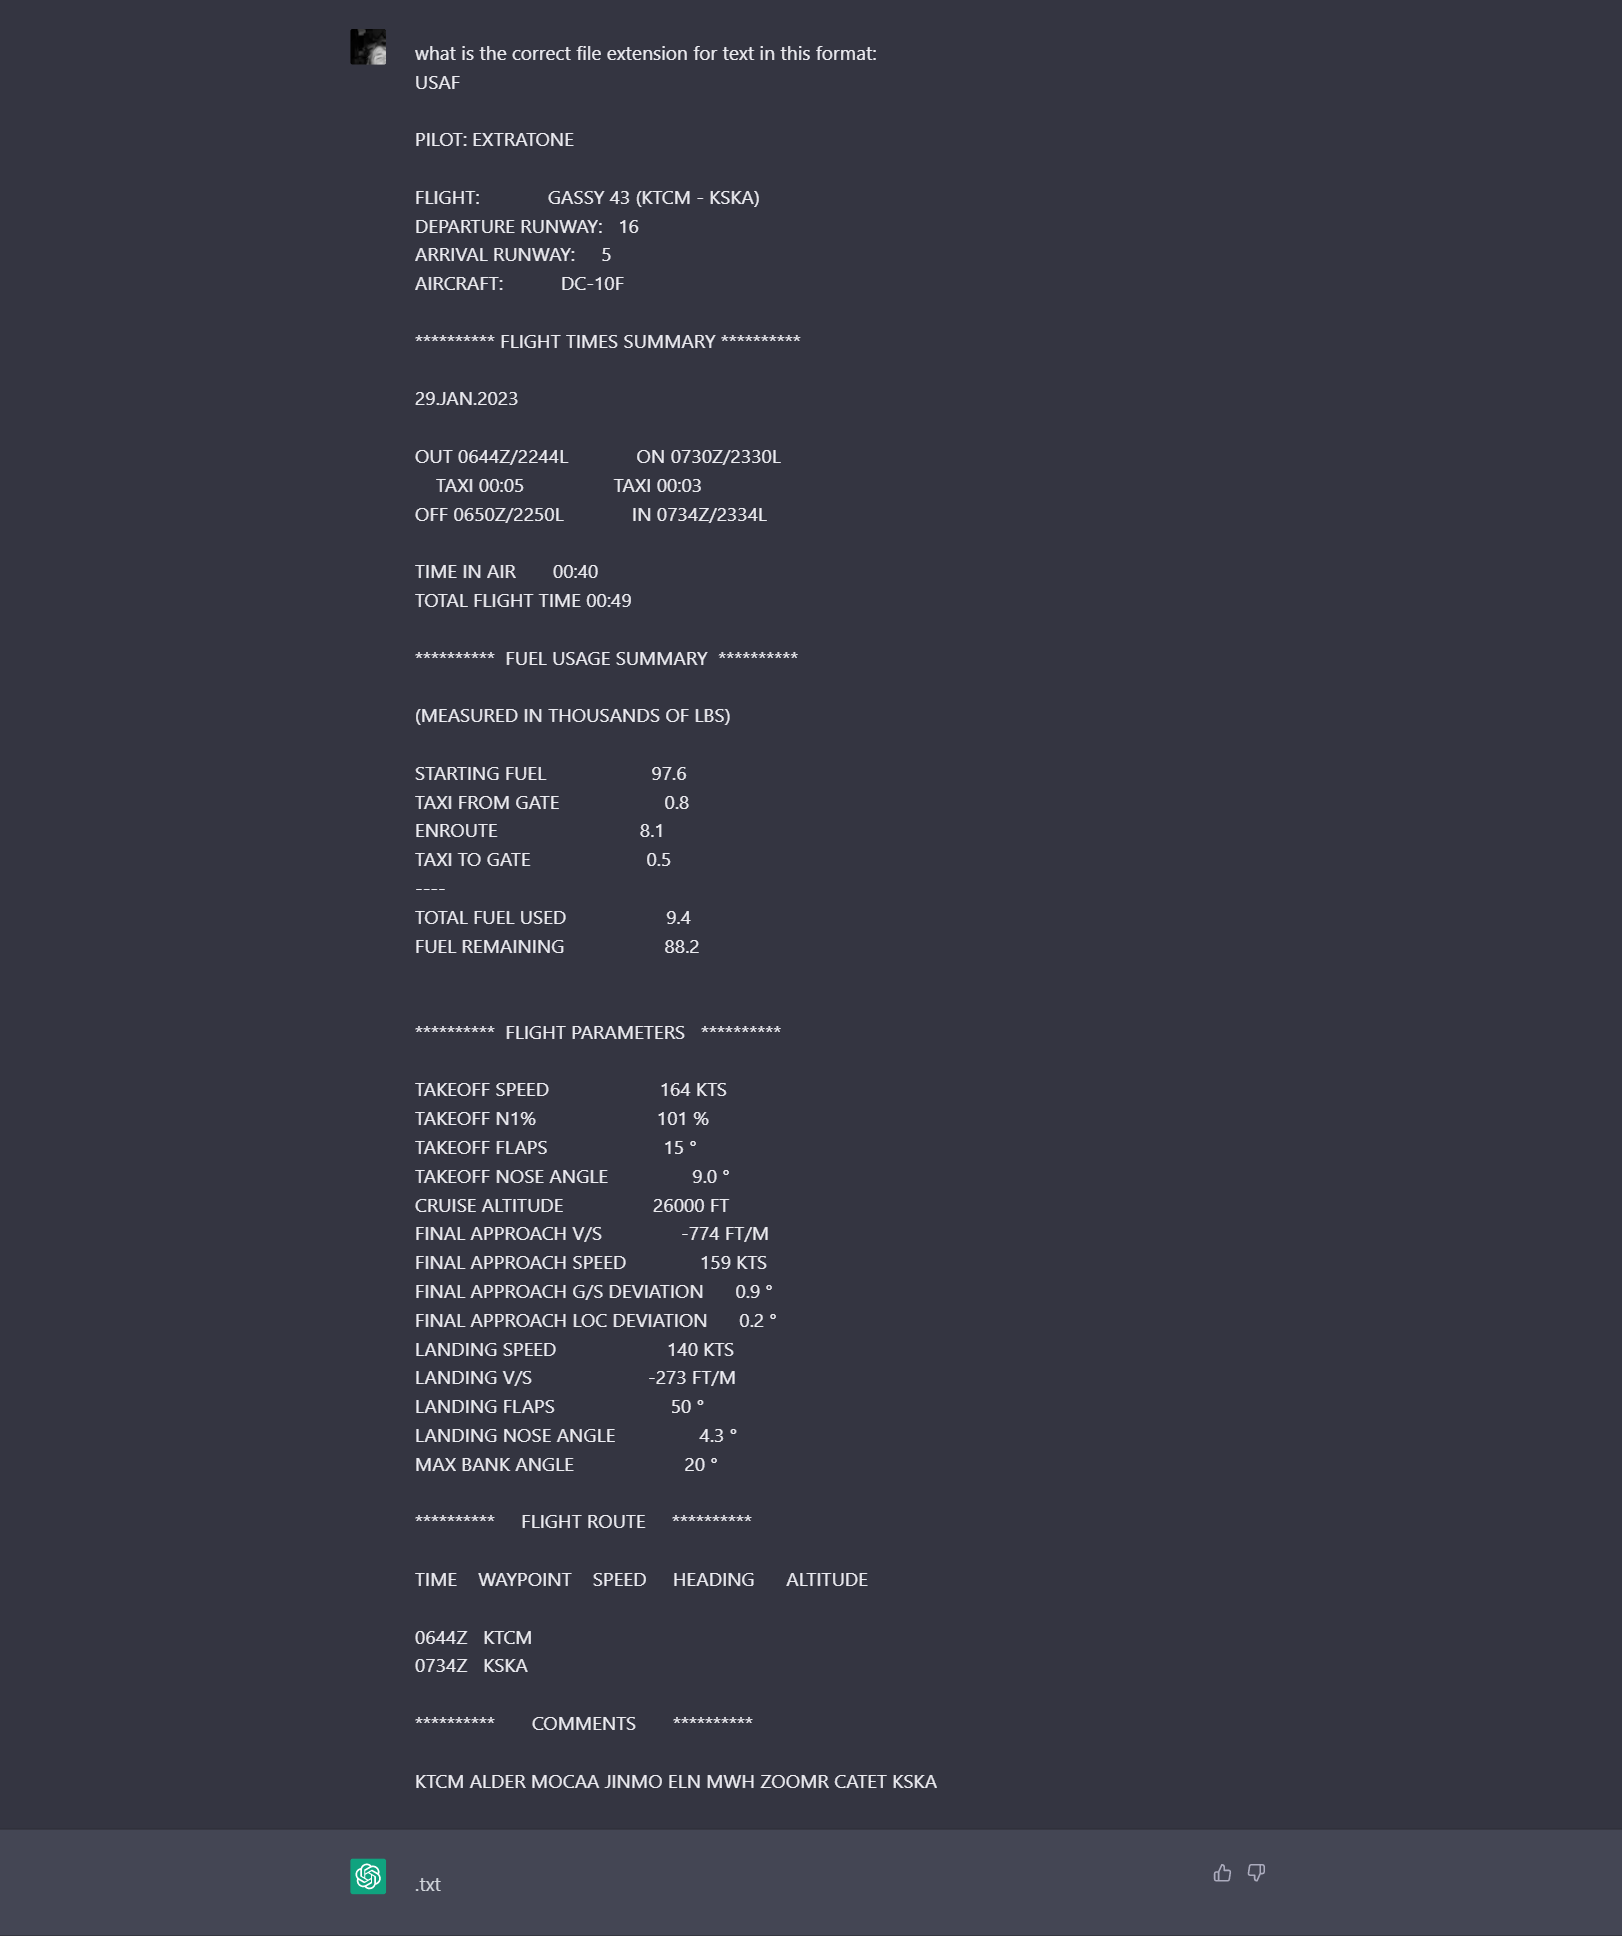 what is the correct file extension for text in this format:
USAF
PILOT: EXTRATONE
FLIGHT: GASSY 43 (KTCM - KSKA)
DEPARTURE RUNWAY: 16
ARRIVAL RUNWAY: 5
AIRCRAFT: DC-10F
********** FLIGHT TIMES SUMMARY **********
29.JAN.2023
OUT 0644Z/2244L ON 0730Z/2330L
TAXI 00:05 TAXI 00:03
OFF 0650Z/2250L IN 0734Z/2334L
TIME IN AIR 00:40
TOTAL FLIGHT TIME 00:49
********** FUEL USAGE SUMMARY **********
(MEASURED IN THOUSANDS OF LBS)
STARTING FUEL 97.6
TAXI FROM GATE 0.8
ENROUTE 8.1
TAXI TO GATE 0.5
----
TOTAL FUEL USED 9.4
FUEL REMAINING 88.2
********** FLIGHT PARAMETERS **********
TAKEOFF SPEED 164 KTS
TAKEOFF N1% 101 %
TAKEOFF FLAPS 15 °
TAKEOFF NOSE ANGLE 9.0 °
CRUISE ALTITUDE 26000 FT
FINAL APPROACH V/S -774 FT/M
FINAL APPROACH SPEED 159 KTS
FINAL APPROACH G/S DEVIATION 0.9 °
FINAL APPROACH LOC DEVIATION 0.2 °
LANDING SPEED 140 KTS
LANDING V/S -273 FT/M
LANDING FLAPS 50 °
LANDING NOSE ANGLE 4.3 °
MAX BANK ANGLE 20 °
********** FLIGHT ROUTE **********
TIME WAYPOINT SPEED HEADING ALTITUDE
0644Z KTCM
0734Z KSKA
********** COMMENTS **********
KTCM ALDER MOCAA JINMO ELN MWH ZOOMR CATET KSKA
.txt